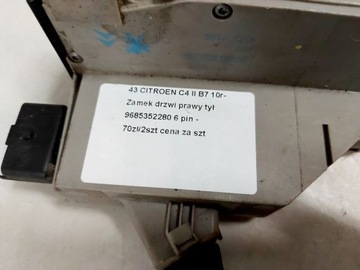 43 CITROEN C4 II B7 10r-
Zamek drzwi prawy tył
9685352280 6 pin -
70zł/2szt cena za szt